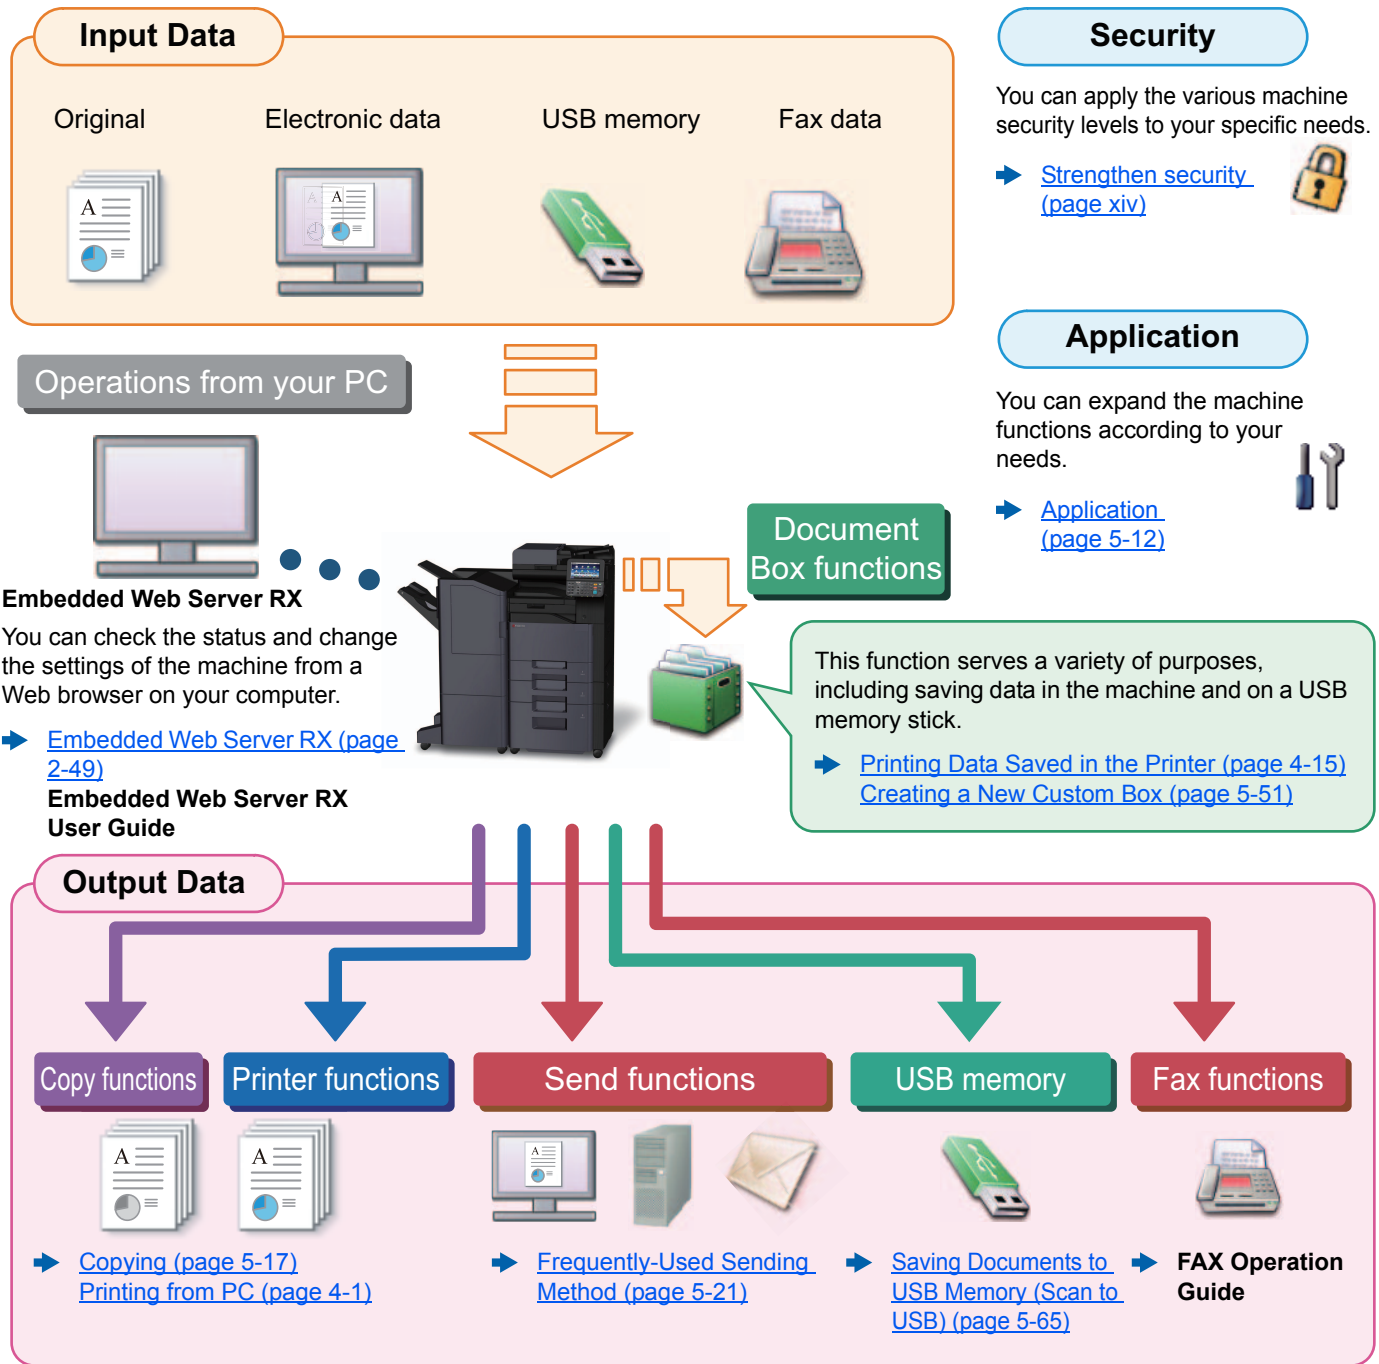 Input Data
Original
Electronic data
USB memory
Fax data
Security
You can apply the various machine
security levels to your specific needs.
Strengthen security
(page xiv)
Application
You can expand the machine
functions according to your
needs.
Application
(page 5-12)
Operations from your PC
Embedded Web Server RX
You can check the status and change
the settings of the machine from a
Web browser on your computer.
Embedded Web Server RX (page
2-49)
Embedded Web Server RX
User Guide
Document
Box functions
This function serves a variety of purposes,
including saving data in the machine and on a USB
memory stick.
Printing Data Saved in the Printer (page 4-15)
Creating a New Custom Box (page 5-51)
Output Data
Copy functions
Printer functions
Send functions
USB memory
Fax functions
A
A
A
Copying (page 5-17)
Printing from PC (page 4-1)
Frequently-Used Sending
Method (page 5-21)
Saving Documents to
USB Memory (Scan to
USB) (page 5-65)
FAX Operation
Guide